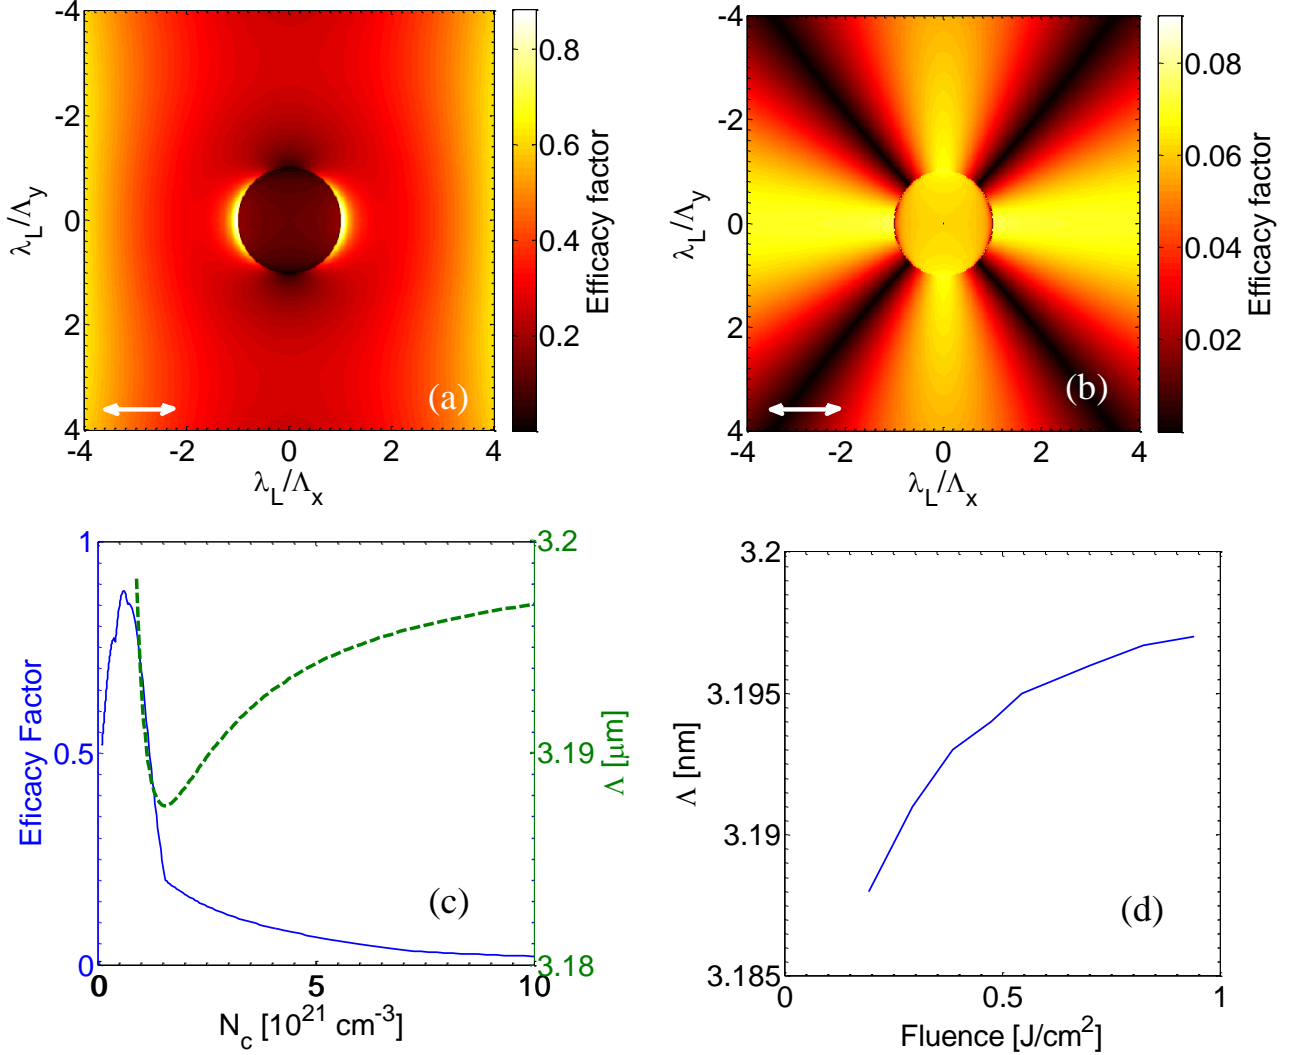 -4
-2
0
2
4
λL/Λy
-4 -2 0 2 4
λL/Λx
(a)
0.8
0.6
0.4
0.2
Efficacy factor
-4
-2
0
2
4
λL/Λy
-4 -2 0 2 4
λL/Λx
(b)
0.08
0.06
0.04
0.02
Efficacy factor
1
0.5
0
Eficacy Factor
3.2
3.19
3.18
Λ [μm]
(c)
0 5 10
Nc [10^21 cm^-3]
3.2
3.195
3.19
3.185
Λ [nm]
(d)
0 0.5 1
Fluence [J/cm^2]